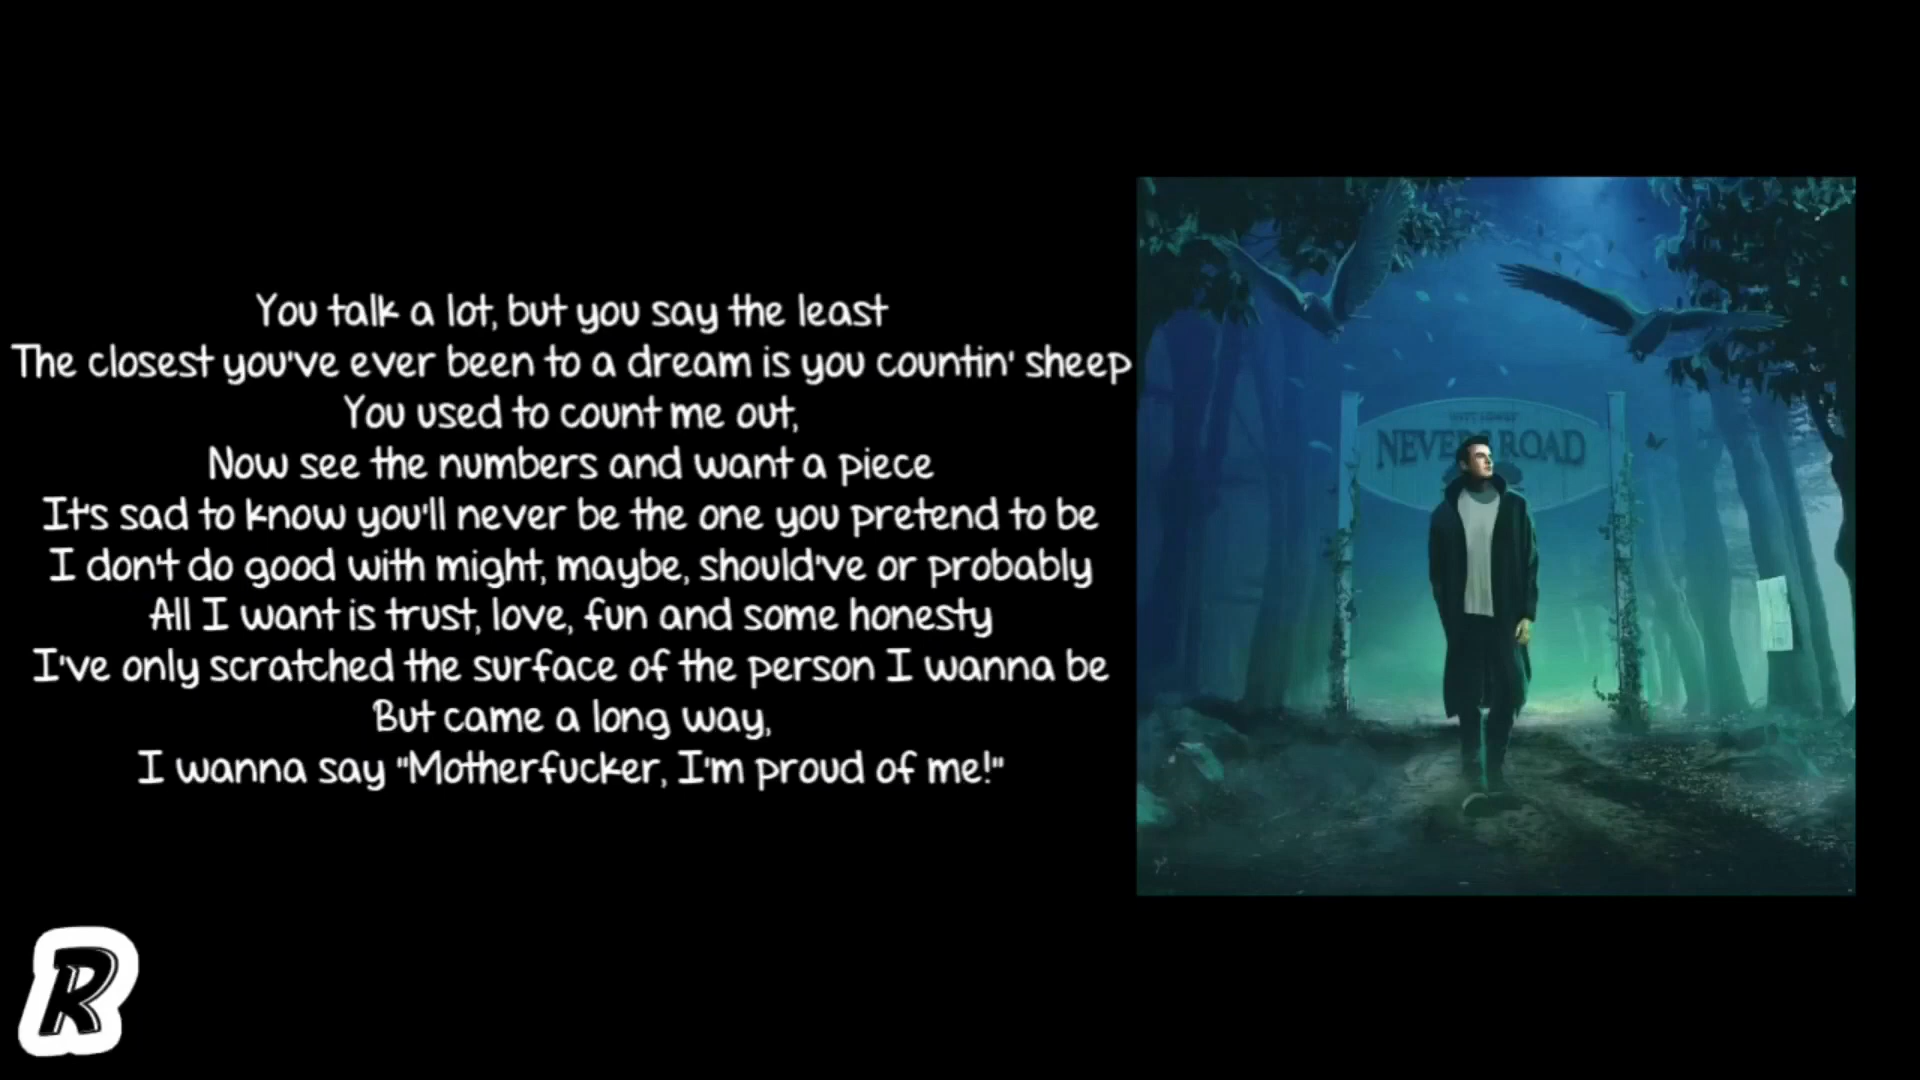 You talk a lot, but you say the least
The closest you've ever been to a dream is you countin' sheep
You used to count me out,
Now see the numbers and want a piece
It's sad to know you'll never be the one you pretend to be
I don't do good with might, maybe, should've or probably
All I want is trust, love, fun and some honesty
I've only scratched the surface of the person I wanna be
But came a long way,
I wanna say "Motherfucker, I'm proud of me!"
ROAD
R